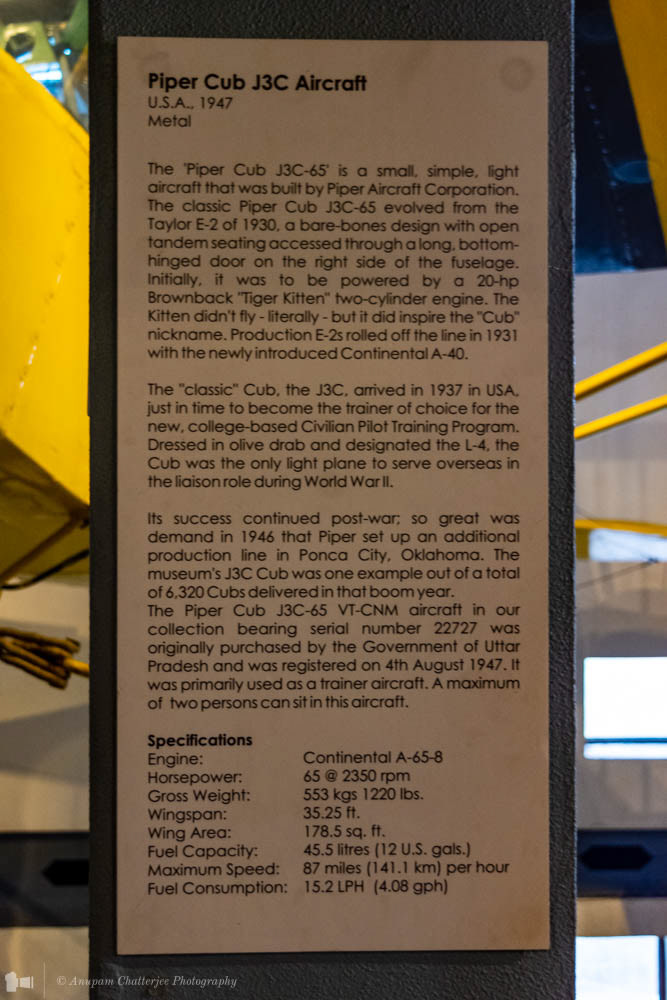 Piper Cub J3C Aircraft
U.S.A., 1947
Metal
The 'Piper Cub J3C-65' is a small, simple, light
aircraft that was built by Piper Aircraft Corporation.
The classic Piper Cub J3C-65 evolved from the
Taylor E-2 of 1930, a bare-bones design with open
tandem seating accessed through a long, bottom-
hinged door on the right side of the fuselage.
Initially, it was to be powered by a 20-hp
Brownback "Tiger Kitten" two-cylinder engine. The
Kitten didn't fly - literally - but it did inspire the "Cub"
nickname. Production E-2s rolled off the line in 1931
with the newly introduced Continental A-40.
The "classic" Cub, the J3C, arrived in 1937 in USA,
just in time to become the trainer of choice for the
new, college-based Civilian Pilot Training Program.
Dressed in olive drab and designated the L-4, the
Cub was the only light plane to serve overseas in
the liaison role during World War II.
Its success continued post-war; so great was
demand in 1946 that Piper set up an additional
production line in Ponca City, Oklahoma. The
museum's J3C Cub was one example out of a total
of 6,320 Cubs delivered in that boom year.
The Piper Cub J3C-65 VT-CNM aircraft in our
collection bearing serial number 22727 was
originally purchased by the Government of Uttar
Pradesh and was registered on 4th August 1947. It
was primarily used as a trainer aircraft. A maximum
of two persons can sit in this aircraft.
Specifications
Engine: Continental A-65-8
Horsepower: 65 @ 2350 rpm
Gross Weight: 553 kgs 1220 lbs.
Wingspan: 35.25 ft.
Wing Area: 178.5 sq. ft.
Fuel Capacity: 45.5 litres (12 U.S. gals.)
Maximum Speed: 87 miles (141.1 km) per hour
Fuel Consumption: 15.2 LPH (4.08 gph)
© Anupam Chatterjee Photography